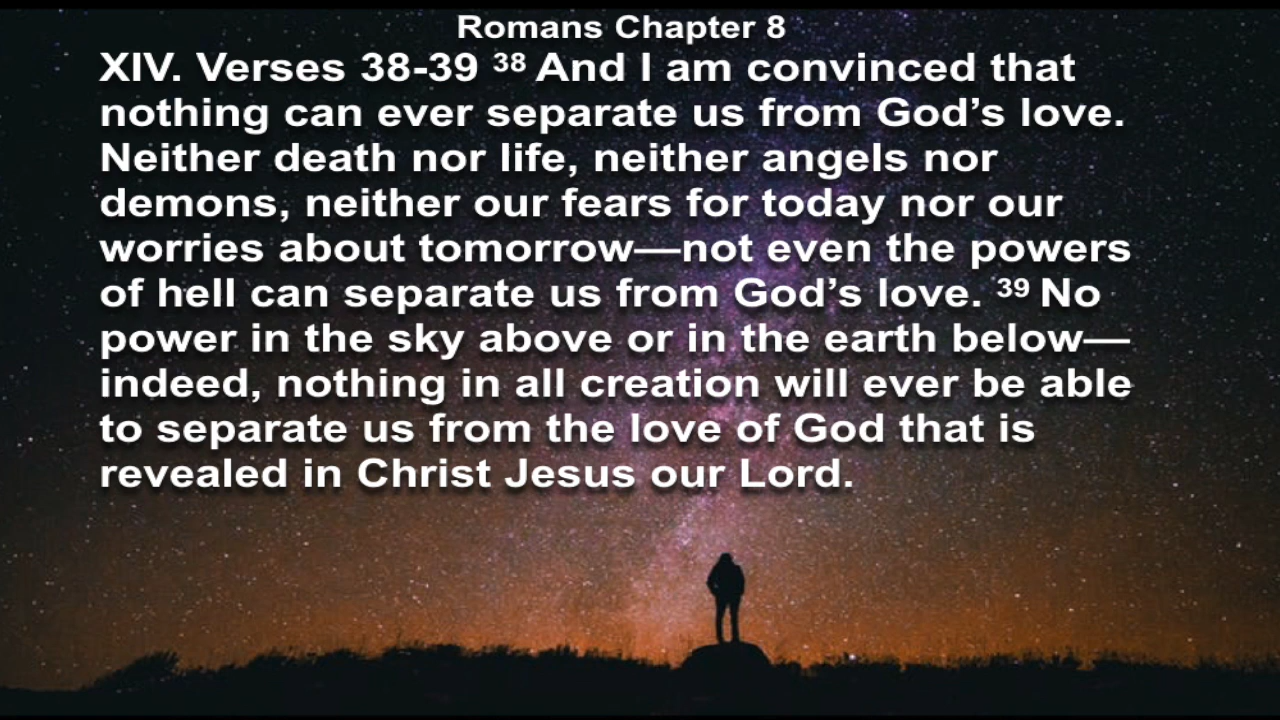 Romans Chapter 8
XIV. Verses 38-39 ³⁸ And I am convinced that
nothing can ever separate us from God’s love.
Neither death nor life, neither angels nor
demons, neither our fears for today nor our
worries about tomorrow—not even the powers
of hell can separate us from God’s love. ³⁹ No
power in the sky above or in the earth below—
indeed, nothing in all creation will ever be able
to separate us from the love of God that is
revealed in Christ Jesus our Lord.